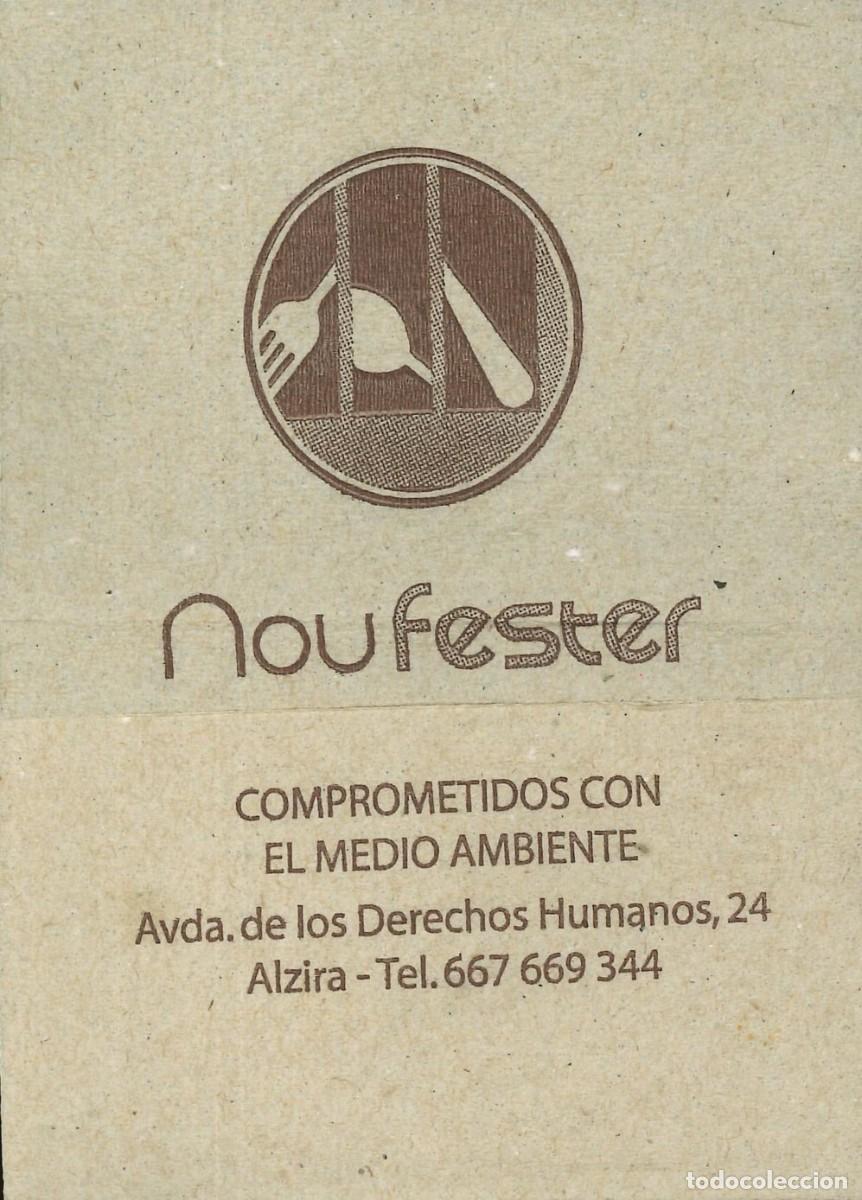 noufester
COMPROMETIDOS CON
EL MEDIO AMBIENTE
Avda. de los Derechos Humanos, 24
Alzira - Tel. 667 669 344
todocoleccion